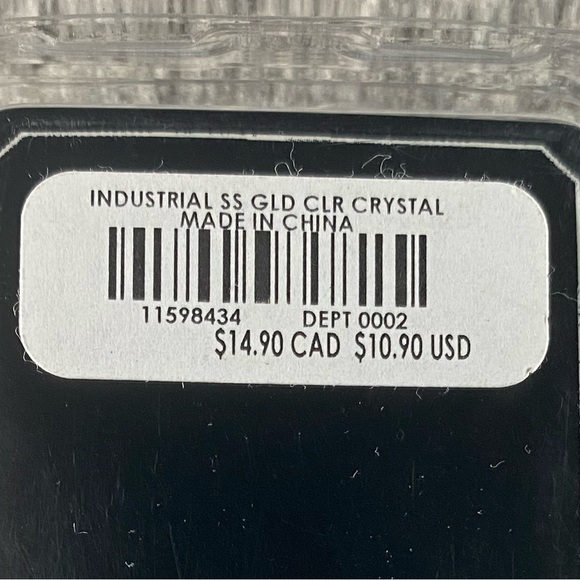 INDUSTRIAL SS GLD CLR CRYSTAL
MADE IN CHINA
11598434 DEPT 0002
$14.90 CAD $10.90 USD